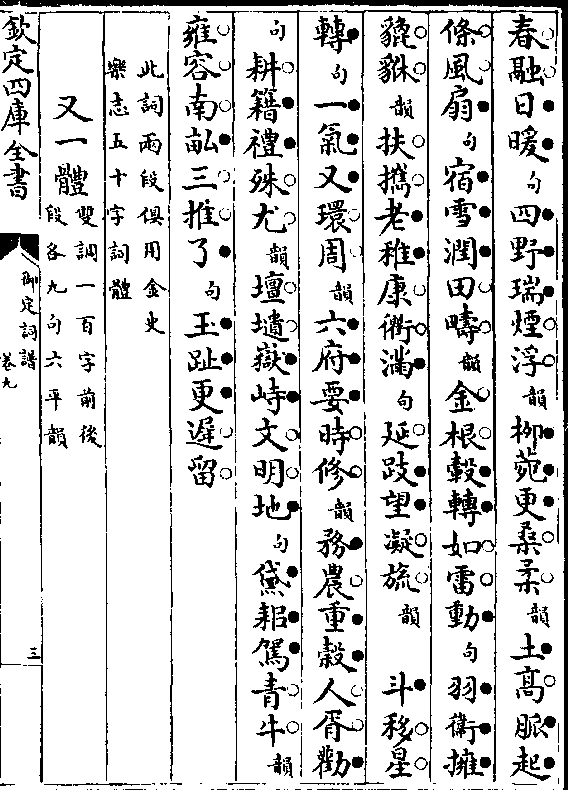 春融日暖句四野瑞煙浮韻柳菀更桑柔韻土髙脈起
條風扇句宿雪潤田疇韻金根轂轉如雷動句羽衛擁
貔貅韻扶攜老稚康衢滿句延跂望凝旒韻 斗移星
轉句一氣又環周韻六府要時修韻務農重穀人胥勸
句耕籍禮殊尤韻壇壝嶽峙文明地句黛耜駕青牛韻
雍容南畝三推了句玉趾更遲留
此詞兩段俱用金史
樂志五十字詞體
又一體雙調一百字前後
段各九句六平韻
欽定四庫全書
御定詞譜
卷九
三